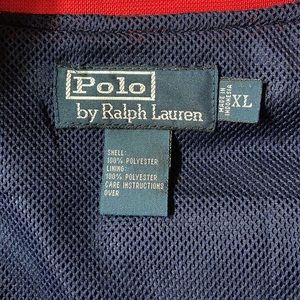 Polo
by Ralph Lauren
MADE IN
INDONESIA
XL
SHELL:
100% POLYESTER
LINING:
100% POLYESTER
CARE INSTRUCTIONS
OVER